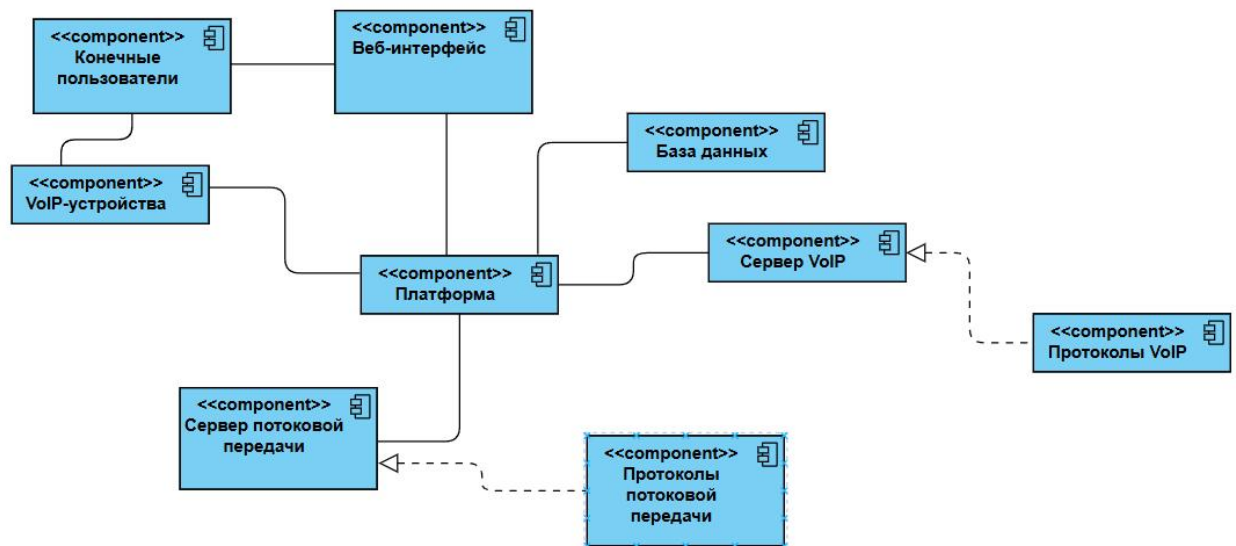 <<component>>
Конечные
пользователи
<<component>>
Веб-интерфейс
<<component>>
База данных
<<component>>
VoIP-устройства
<<component>>
Сервер VoIP
<<component>>
Платформа
<<component>>
Протоколы VoIP
<<component>>
Сервер потоковой
передачи
<<component>>
Протоколы
потоковой
передачи